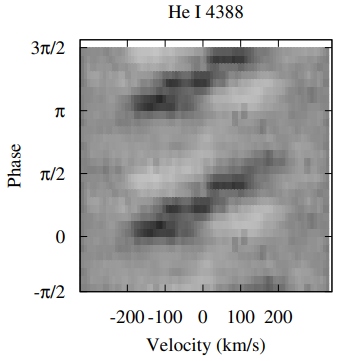 He I 4388
3π/2
π
π/2
0
-π/2
Phase
-200 -100 0 100 200
Velocity (km/s)